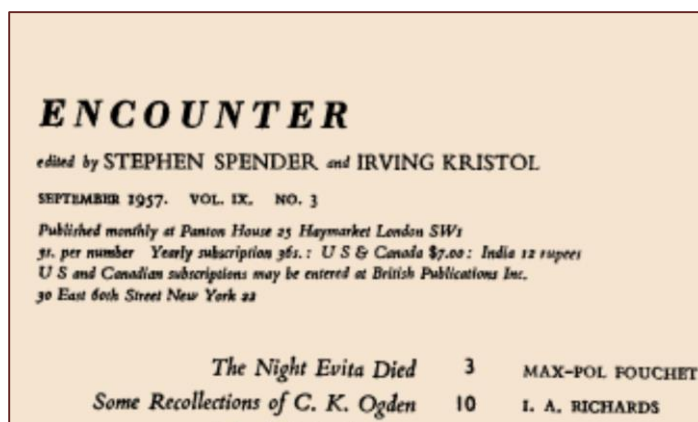 ENCOUNTER
edited by STEPHEN SPENDER and IRVING KRISTOL
SEPTEMBER 1957. VOL. IX. NO. 3
Published monthly at Panton House 25 Haymarket London SW1
3s. per number Yearly subscription 36s.: U S & Canada $7.00: India 12 rupees
U S and Canadian subscriptions may be entered at British Publications Inc.
30 East 60th Street New York 22
The Night Evita Died 3 MAX-POL FOUCHET
Some Recollections of C. K. Ogden 10 I. A. RICHARDS